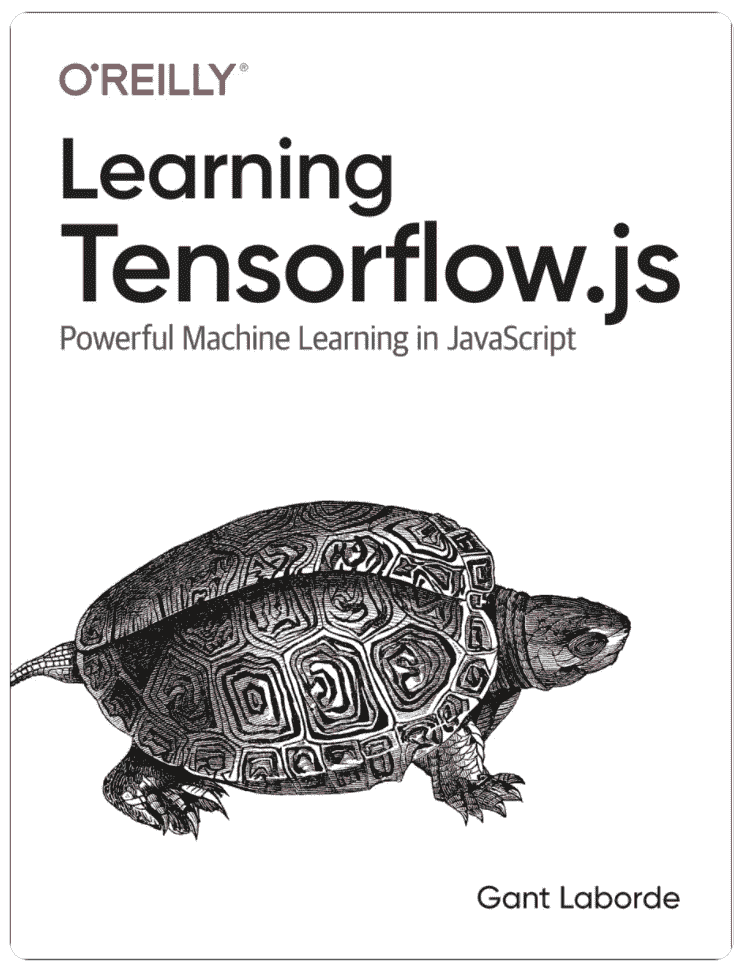 O'REILLY®
Learning
Tensorflow.js
Powerful Machine Learning in JavaScript
Gant Laborde